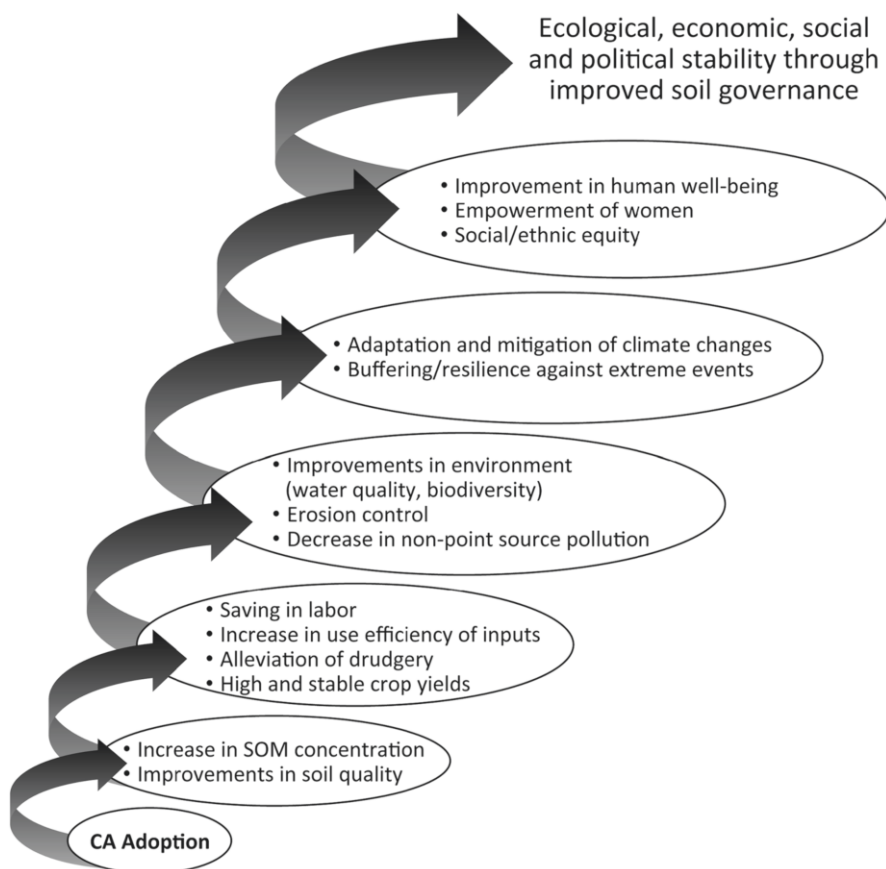 Ecological, economic, social
and political stability through
improved soil governance
• Improvement in human well-being
• Empowerment of women
• Social/ethnic equity
• Adaptation and mitigation of climate changes
• Buffering/resilience against extreme events
• Improvements in environment
(water quality, biodiversity)
• Erosion control
• Decrease in non-point source pollution
• Saving in labor
• Increase in use efficiency of inputs
• Alleviation of drudgery
• High and stable crop yields
• Increase in SOM concentration
• Improvements in soil quality
CA Adoption